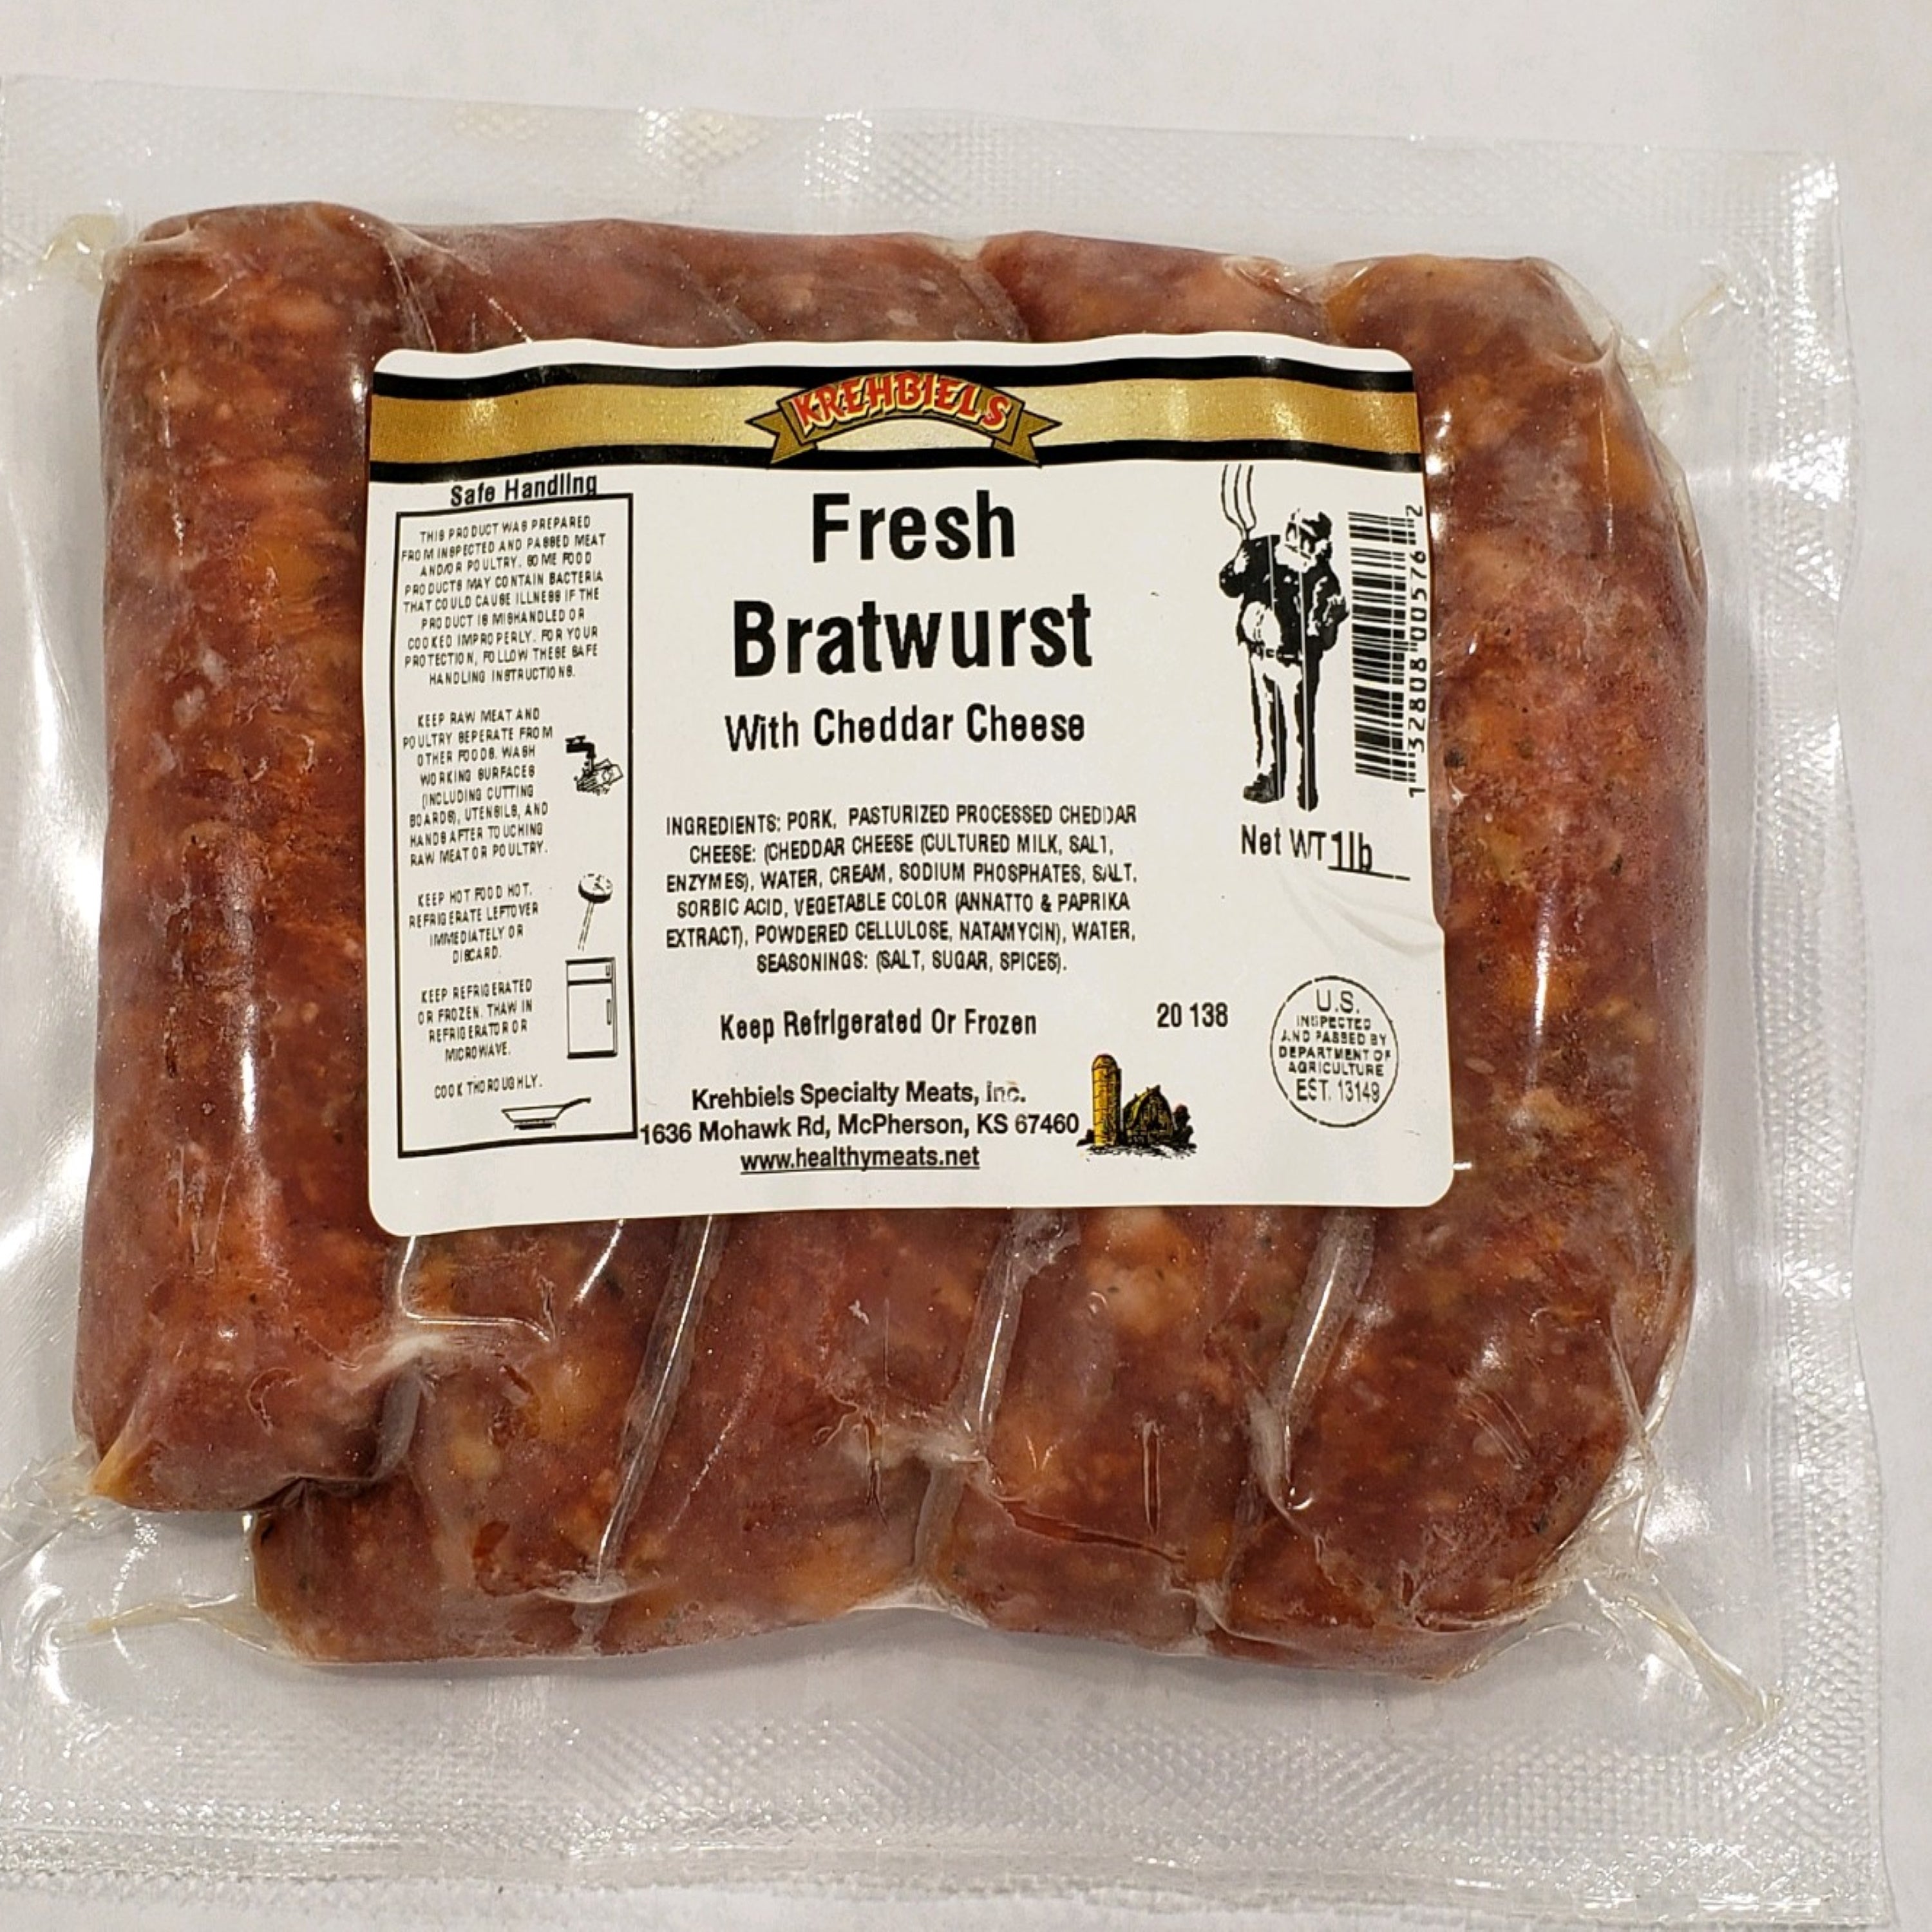 KREHBIEL'S
Safe Handling
THIS PRODUCT WAS PREPARED
FROM INSPECTED AND PASSED MEAT
AND/OR POULTRY. SOME FOOD
PRODUCTS MAY CONTAIN BACTERIA
THAT COULD CAUSE ILLNESS IF THE
PRODUCT IS MISHANDLED OR
COOKED IMPROPERLY. FOR YOUR
PROTECTION, FOLLOW THESE SAFE
HANDLING INSTRUCTIONS.
KEEP RAW MEAT AND
POULTRY SEPERATE FROM
OTHER FOODS. WASH
WORKING SURFACES
(INCLUDING CUTTING
BOARDS), UTENSILS, AND
HANDS AFTER TOUCHING
RAW MEAT OR POULTRY.
KEEP HOT FOOD HOT.
REFRIGERATE LEFTOVER
IMMEDIATELY OR
DISCARD.
KEEP REFRIGERATED
OR FROZEN. THAW IN
REFRIGERATOR OR
MICROWAVE.
COOK THOROUGHLY.
Fresh
Bratwurst
With Cheddar Cheese
INGREDIENTS: PORK, PASTURIZED PROCESSED CHEDDAR
CHEESE: (CHEDDAR CHEESE (CULTURED MILK, SALT,
ENZYMES), WATER, CREAM, SODIUM PHOSPHATES, SALT,
SORBIC ACID, VEGETABLE COLOR (ANNATTO & PAPRIKA
EXTRACT), POWDERED CELLULOSE, NATAMYCIN), WATER,
SEASONINGS: (SALT, SUGAR, SPICES).
Keep Refrigerated Or Frozen
20 138
Krehbiels Specialty Meats, Inc.
1636 Mohawk Rd, McPherson, KS 67460
www.healthymeats.net
1 32808 00576 2
Net WT 1lb
U.S.
INSPECTED
AND PASSED BY
DEPARTMENT OF
AGRICULTURE
EST. 13149